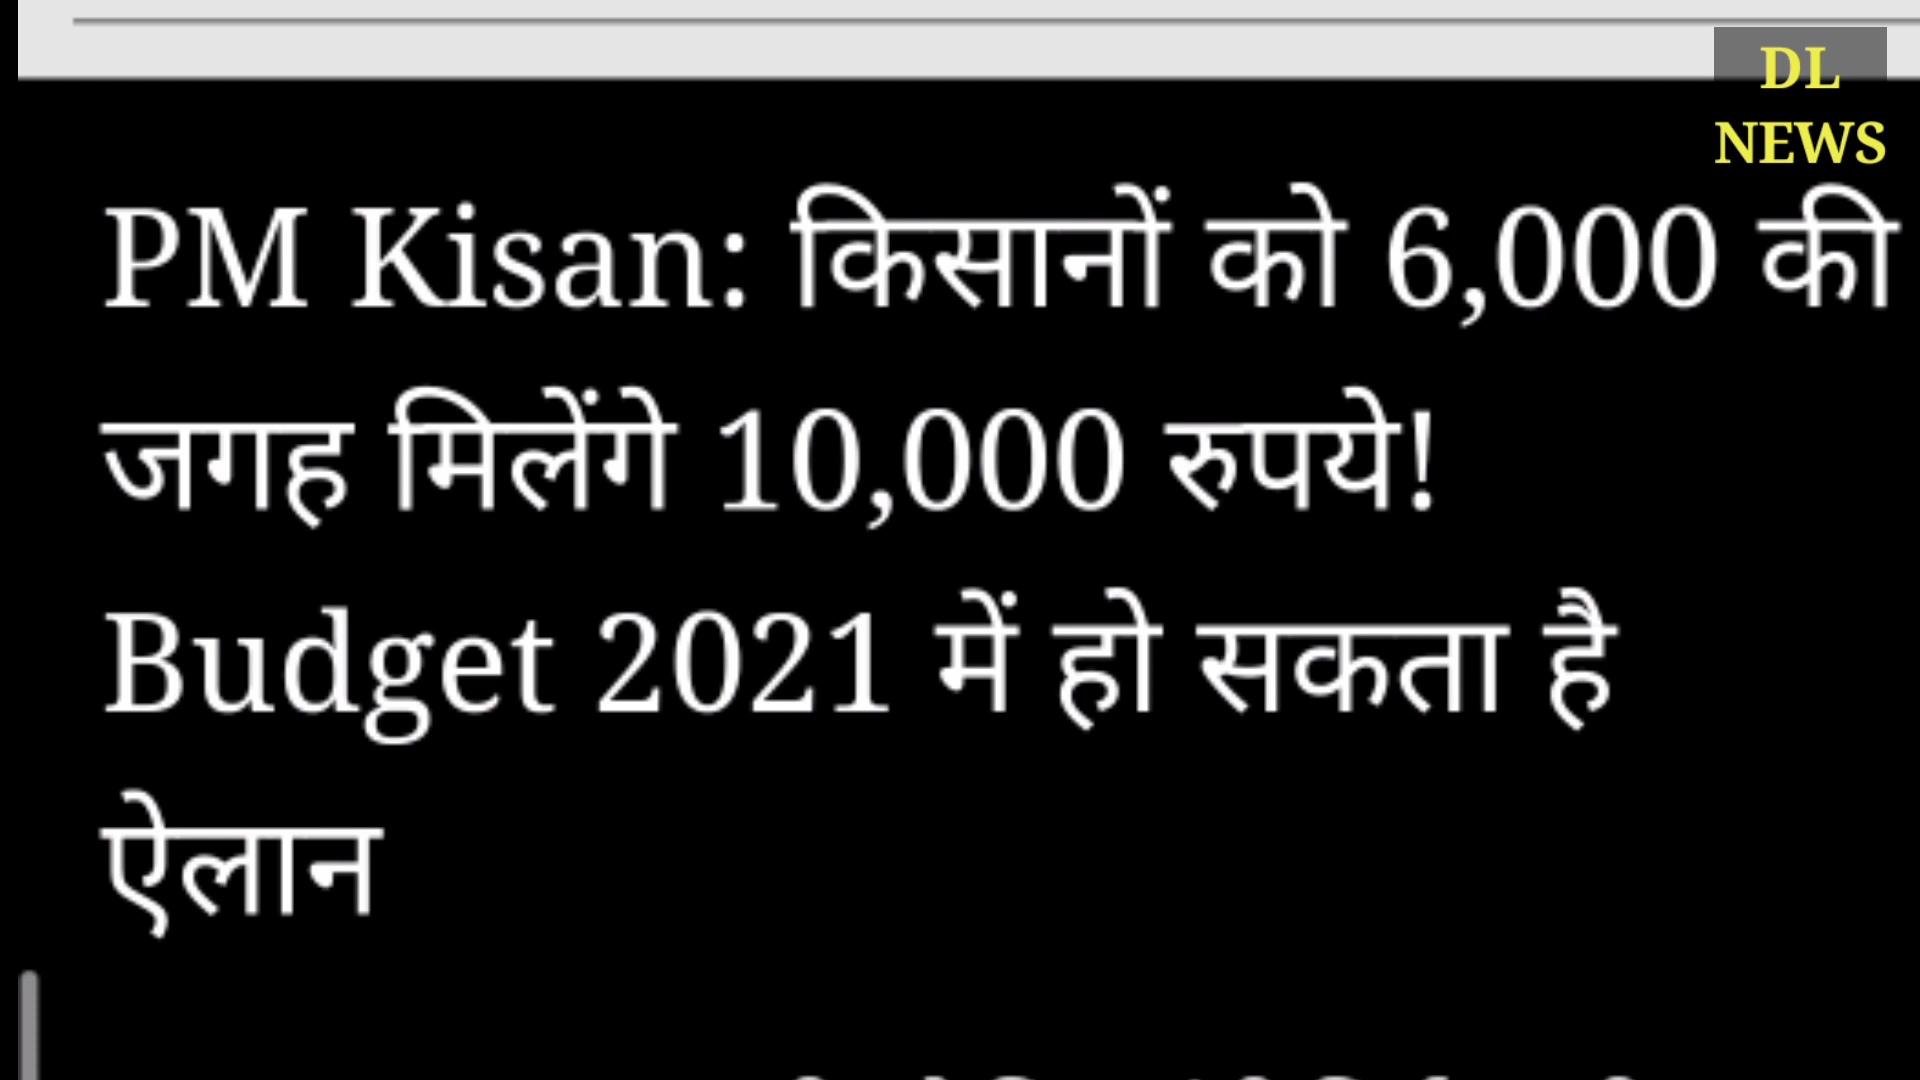 DL
NEWS
PM Kisan: किसानों को 6,000 की
जगह मिलेंगे 10,000 रुपये!
Budget 2021 में हो सकता है
ऐलान